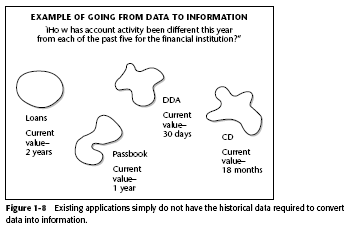 EXAMPLE OF GOING FROM DATA TO INFORMATION
ìHo w has account activity been different this year
from each of the past five for the financial institution?"
Loans
Current
value–
2 years
Passbook
Current
value–
1 year
DDA
Current
value–
30 days
CD
Current
value–
18 months
Figure 1-8 Existing applications simply do not have the historical data required to convert
data into information.